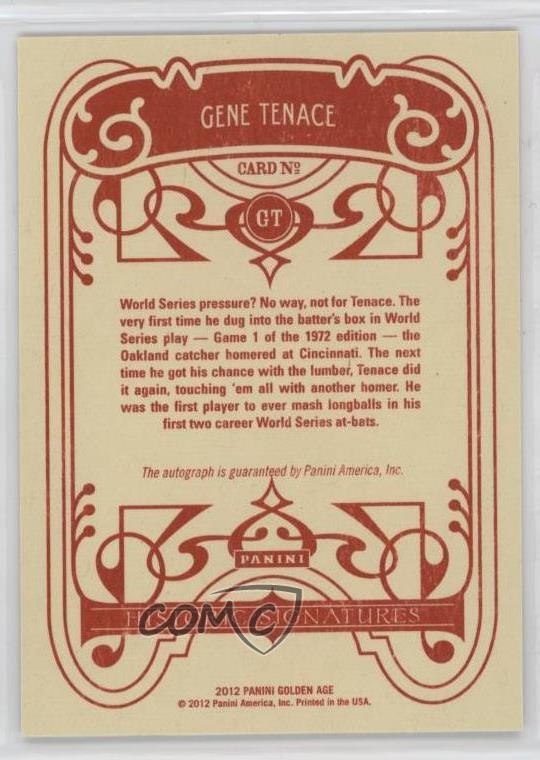 GENE TENACE
CARD Nº
GT
World Series pressure? No way, not for Tenace. The
very first time he dug into the batter's box in World
Series play — Game 1 of the 1972 edition — the
Oakland catcher homered at Cincinnati. The next
time he got his chance with the lumber, Tenace did
it again, touching 'em all with another homer. He
was the first player to ever mash longballs in his
first two career World Series at-bats.
The autograph is guaranteed by Panini America, Inc.
PANINI
COMC
SIGNATURES
2012 PANINI GOLDEN AGE
© 2012 Panini America, Inc. Printed in the USA.